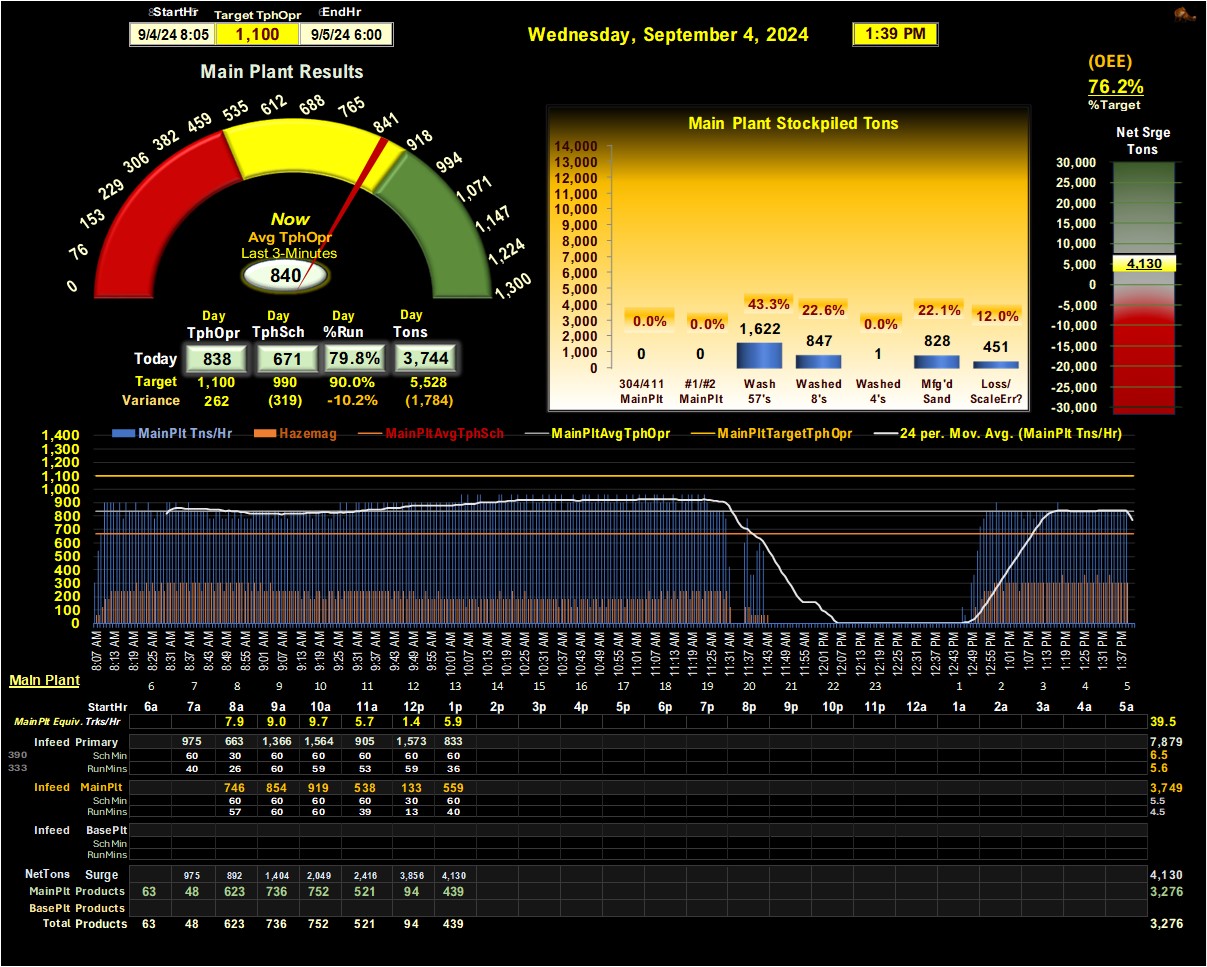 StartHr Target TphOpr EndHr
9/4/24 8:05 1,100 9/5/24 6:00
Wednesday, September 4, 2024 1:39 PM
(OEE)
76.2%
%Target
Main Plant Results
0 76 153 229 306 382 459 535 612 688 765 841 918 994 1,071 1,147 1,224 1,300
Now
Avg TphOpr
Last 3-Minutes
840
Day Day Day Day
TphOpr TphSch %Run Tons
Today 838 671 79.8% 3,744
Target 1,100 990 90.0% 5,528
Variance 262 (319) -10.2% (1,784)
Main Plant Stockpiled Tons
14,000
13,000
12,000
11,000
10,000
9,000
8,000
7,000
6,000
5,000
4,000
3,000
2,000
1,000
0
0.0% 0.0% 43.3% 22.6% 0.0% 22.1% 12.0%
0 0 1,622 847 1 828 451
304/411 #1/#2 Wash Washed Washed Mfg'd Loss/
MainPlt MainPlt 57's 8's 4's Sand ScaleErr?
Net Srge
Tons
30,000
25,000
20,000
15,000
10,000
5,000
0
-5,000
-10,000
-15,000
-20,000
-25,000
-30,000
4,130
MainPlt Tns/Hr Hazemag MainPltAvgTphSch MainPltAvgTphOpr MainPltTargetTphOpr 24 per. Mov. Avg. (MainPlt Tns/Hr)
1,400
1,300
1,200
1,100
1,000
900
800
700
600
500
400
300
200
100
0
8:07 AM 8:13 AM 8:19 AM 8:25 AM 8:31 AM 8:37 AM 8:43 AM 8:49 AM 8:55 AM 9:01 AM 9:07 AM 9:13 AM 9:19 AM 9:25 AM 9:31 AM 9:37 AM 9:43 AM 9:49 AM 9:55 AM 10:01 AM 10:07 AM 10:13 AM 10:19 AM 10:25 AM 10:31 AM 10:37 AM 10:43 AM 10:49 AM 10:55 AM 11:01 AM 11:07 AM 11:13 AM 11:19 AM 11:25 AM 11:31 AM 11:37 AM 11:43 AM 11:49 AM 11:55 AM 12:01 PM 12:07 PM 12:13 PM 12:19 PM 12:25 PM 12:31 PM 12:37 PM 12:43 PM 12:49 PM 12:55 PM 1:01 PM 1:07 PM 1:13 PM 1:19 PM 1:25 PM 1:31 PM 1:37 PM
Main Plant
6 7 8 9 10 11 12 13 14 15 16 17 18 19 20 21 22 23 1 2 3 4 5
StartHr 6a 7a 8a 9a 10a 11a 12p 1p 2p 3p 4p 5p 6p 7p 8p 9p 10p 11p 12a 1a 2a 3a 4a 5a
MainPlt Equiv. Trks/Hr 7.9 9.0 9.7 5.7 1.4 5.9 39.5
Infeed Primary 975 663 1,366 1,564 905 1,573 833 7,879
390 Sch Min 60 30 60 60 60 60 60 6.5
333 RunMins 40 26 60 59 53 59 36 5.6
Infeed MainPlt 746 854 919 538 133 559 3,749
Sch Min 60 60 60 60 30 60 5.5
RunMins 57 60 60 39 13 40 4.5
Infeed BasePlt
Sch Min
RunMins
NetTons Surge 975 892 1,404 2,049 2,416 3,856 4,130 4,130
MainPlt Products 63 48 623 736 752 521 94 439 3,276
BasePlt Products
Total Products 63 48 623 736 752 521 94 439 3,276